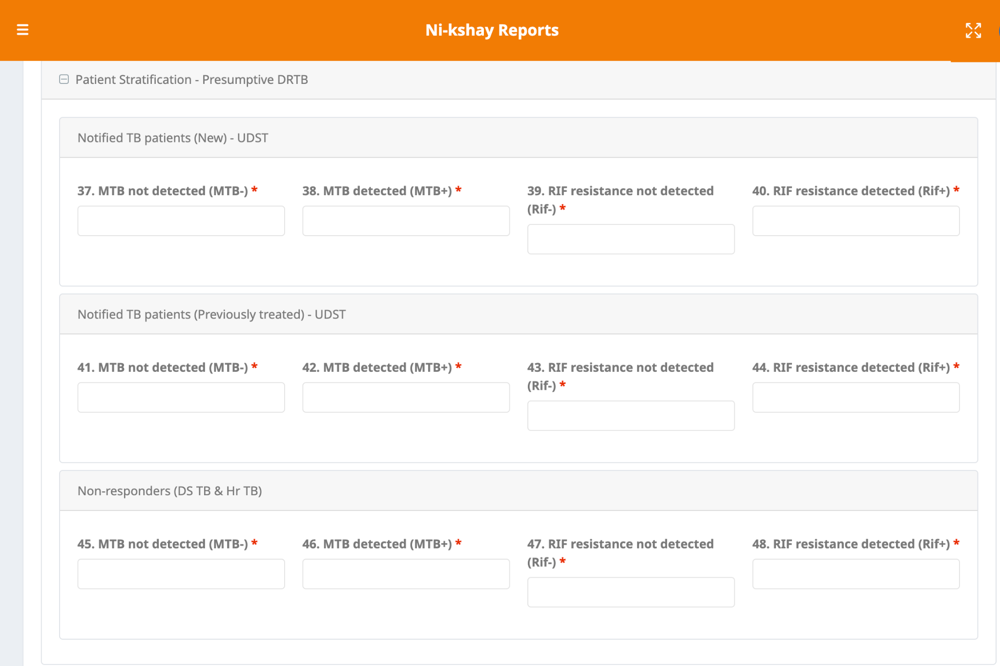 Ni-kshay Reports
Patient Stratification - Presumptive DRTB
Notified TB patients (New) - UDST
37. MTB not detected (MTB-) *
38. MTB detected (MTB+) *
39. RIF resistance not detected
(Rif-) *
40. RIF resistance detected (Rif+) *
Notified TB patients (Previously treated) - UDST
41. MTB not detected (MTB-) *
42. MTB detected (MTB+) *
43. RIF resistance not detected
(Rif-) *
44. RIF resistance detected (Rif+) *
Non-responders (DS TB & Hr TB)
45. MTB not detected (MTB-) *
46. MTB detected (MTB+) *
47. RIF resistance not detected
(Rif-) *
48. RIF resistance detected (Rif+) *